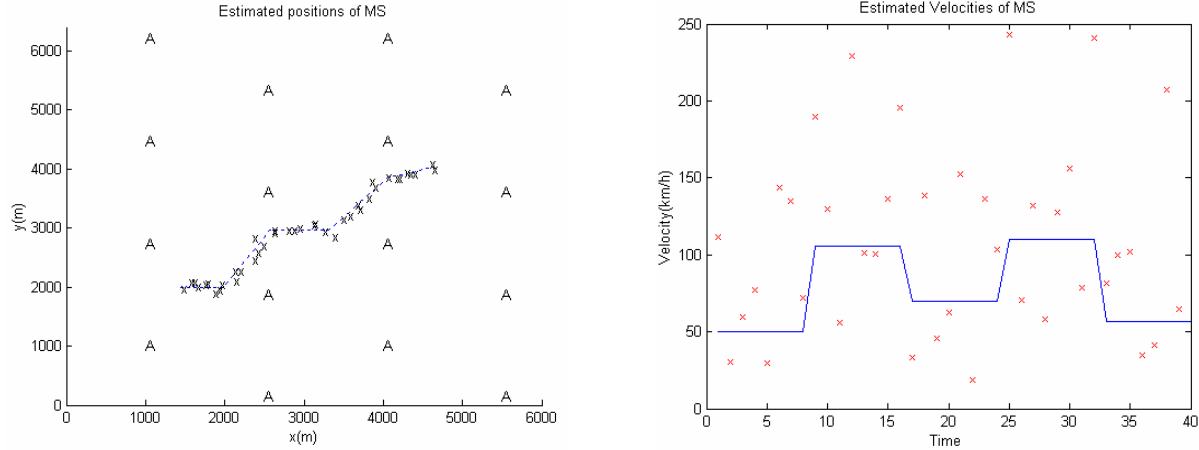 Estimated positions of MS
6000
5000
4000
3000
2000
1000
0
y(m)
A A
A A
A A
A A
A A
A A
A A
A
0 1000 2000 3000 4000 5000 6000
x(m)
Estimated Velocities of MS
250
200
150
100
50
0
Velocity(km/h)
0 5 10 15 20 25 30 35 40
Time